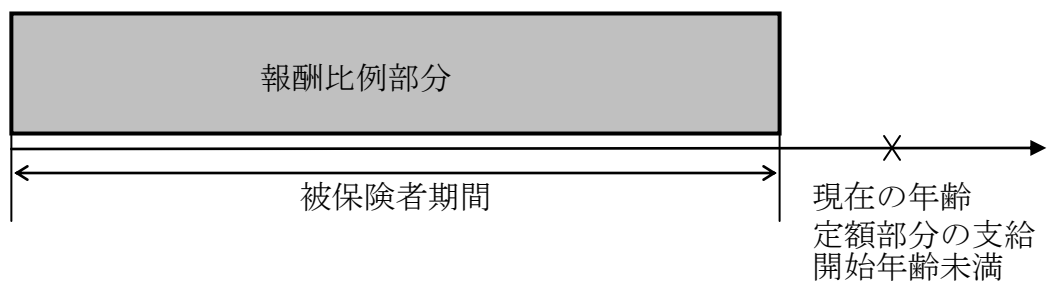 報酬比例部分
被保険者期間
現在の年齢
定額部分の支給
開始年齢未満